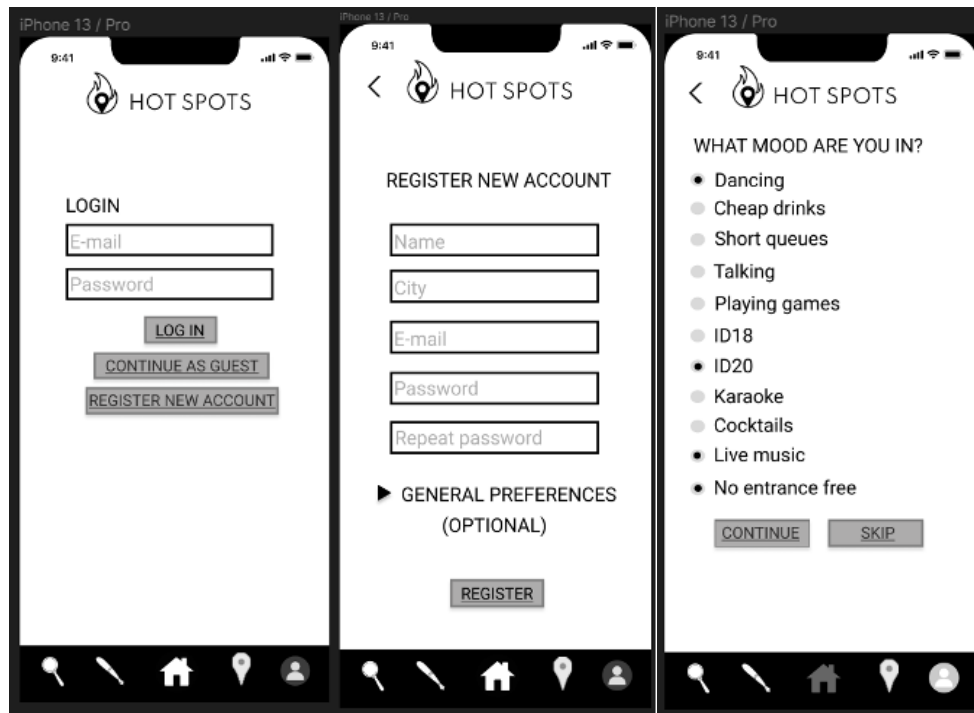 iPhone 13 / Pro
9:41
HOT SPOTS
LOGIN
E-mail
Password
LOG IN
CONTINUE AS GUEST
REGISTER NEW ACCOUNT
iPhone 13 / Pro
9:41
HOT SPOTS
REGISTER NEW ACCOUNT
Name
City
E-mail
Password
Repeat password
GENERAL PREFERENCES
(OPTIONAL)
REGISTER
iPhone 13 / Pro
9:41
HOT SPOTS
WHAT MOOD ARE YOU IN?
Dancing
Cheap drinks
Short queues
Talking
Playing games
ID18
ID20
Karaoke
Cocktails
Live music
No entrance free
CONTINUE
SKIP